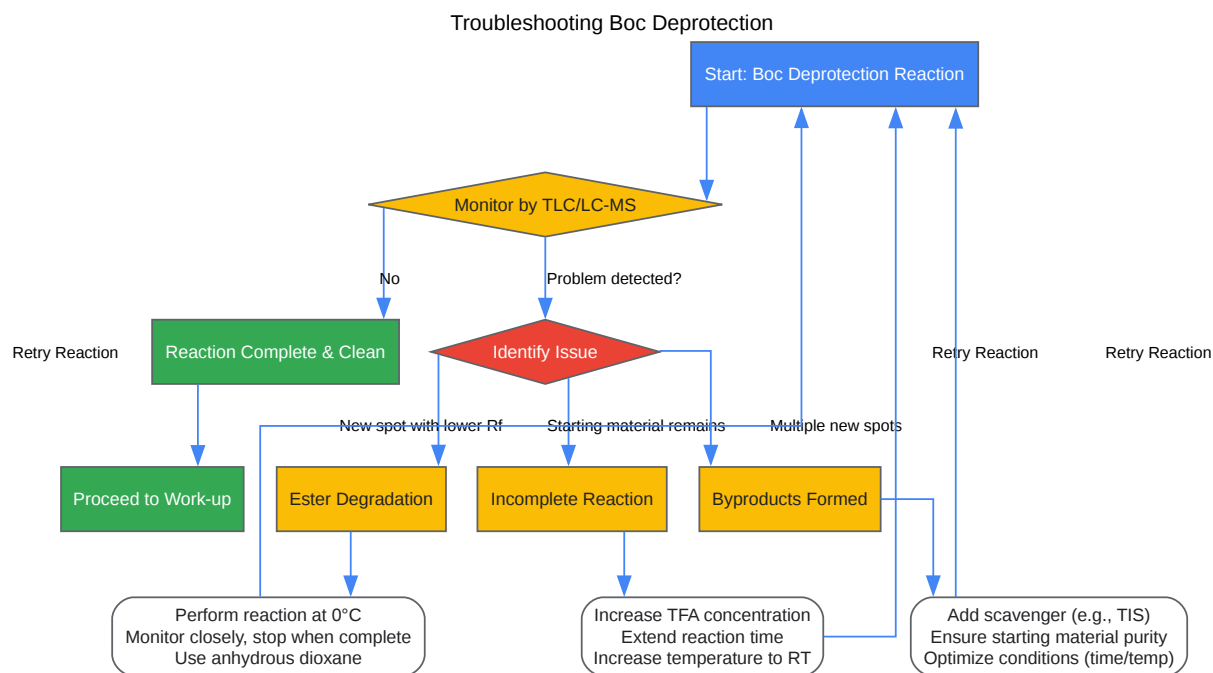 Troubleshooting Boc Deprotection
Start: Boc Deprotection Reaction
Monitor by TLC/LC-MS
No
Problem detected?
Retry Reaction
Reaction Complete & Clean
Identify Issue
Retry Reaction
Retry Reaction
New spot with lower Rf
Starting material remains
Multiple new spots
Proceed to Work-up
Ester Degradation
Incomplete Reaction
Byproducts Formed
Perform reaction at 0°C
Monitor closely, stop when complete
Use anhydrous dioxane
Increase TFA concentration
Extend reaction time
Increase temperature to RT
Add scavenger (e.g., TIS)
Ensure starting material purity
Optimize conditions (time/temp)